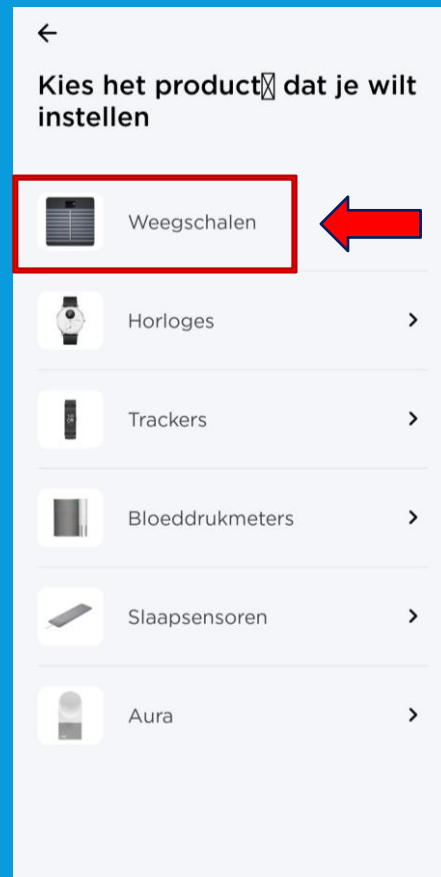 Kies het product dat je wilt
instellen
Weegschalen
Horloges
Trackers
Bloeddrukmeters
Slaapsensoren
Aura